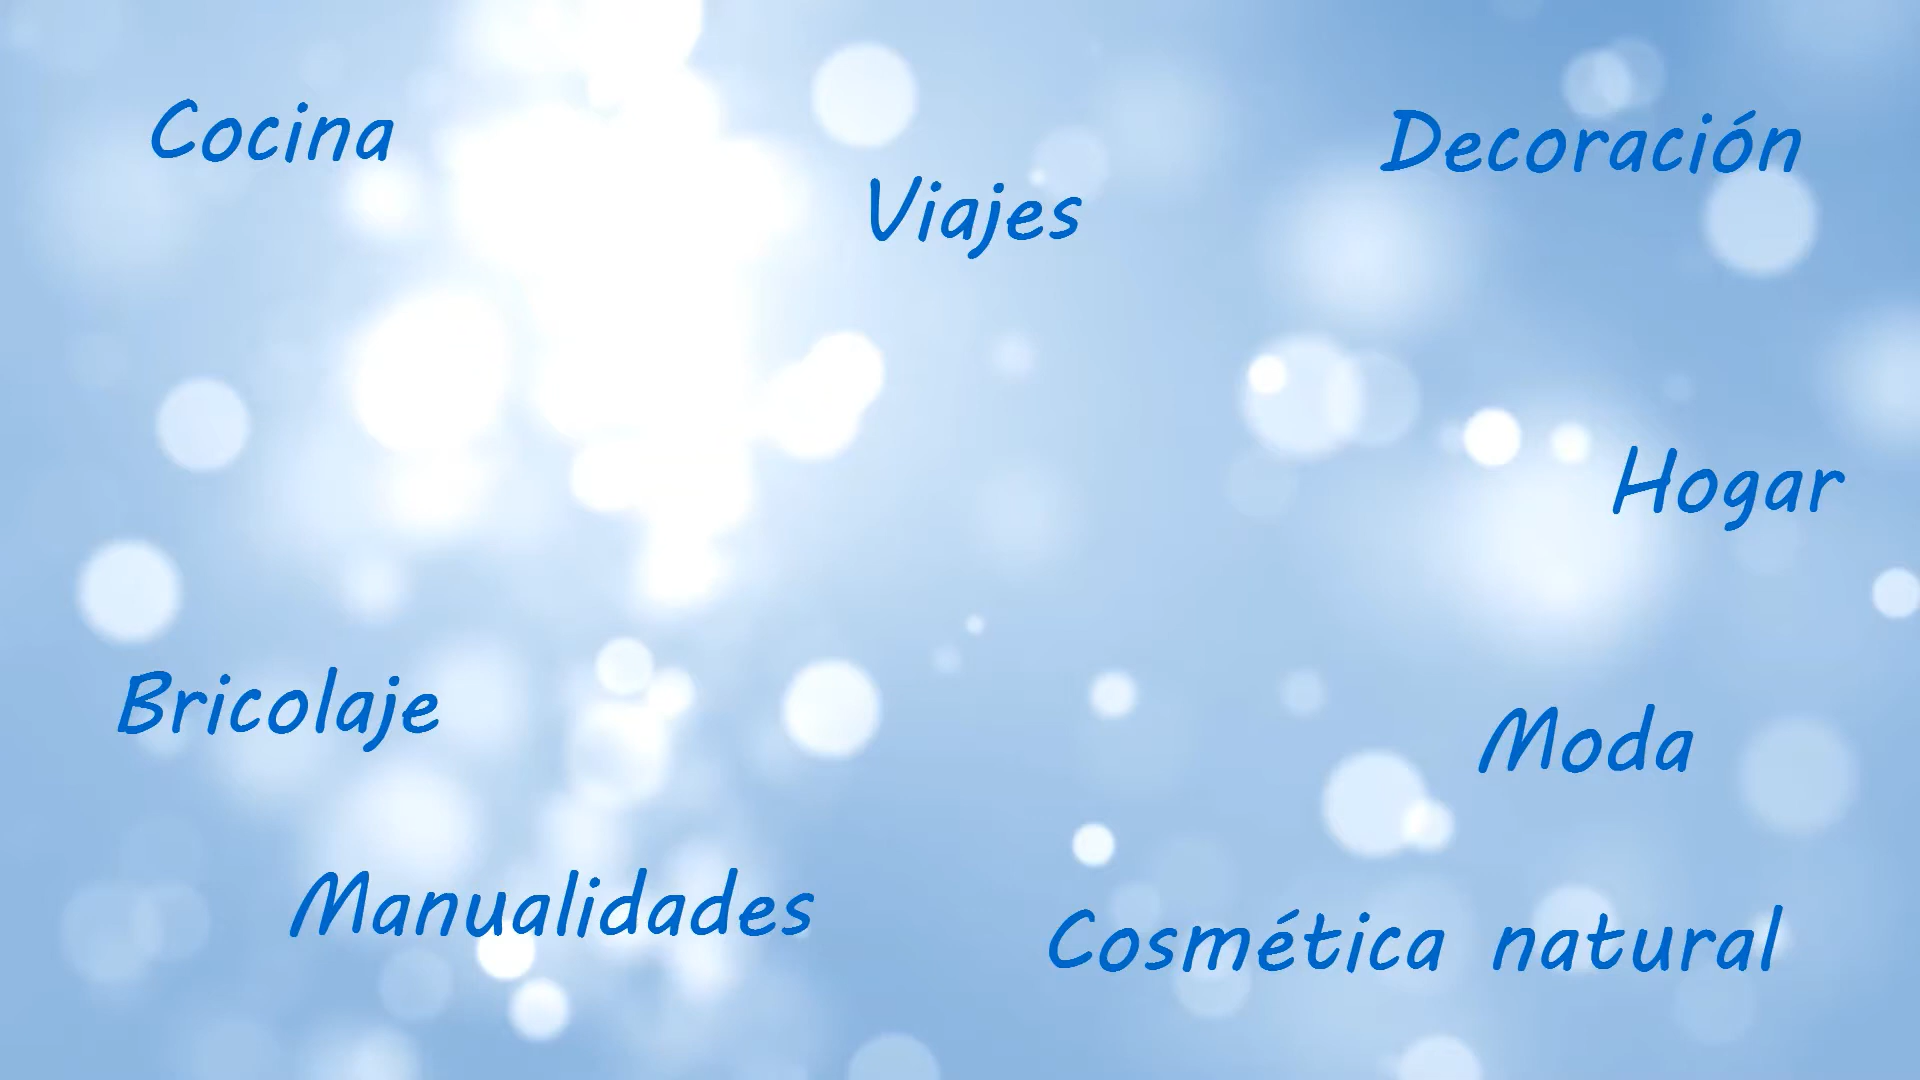 Cocina
Viajes
Decoración
Hogar
Bricolaje
Moda
Manualidades
Cosmética natural